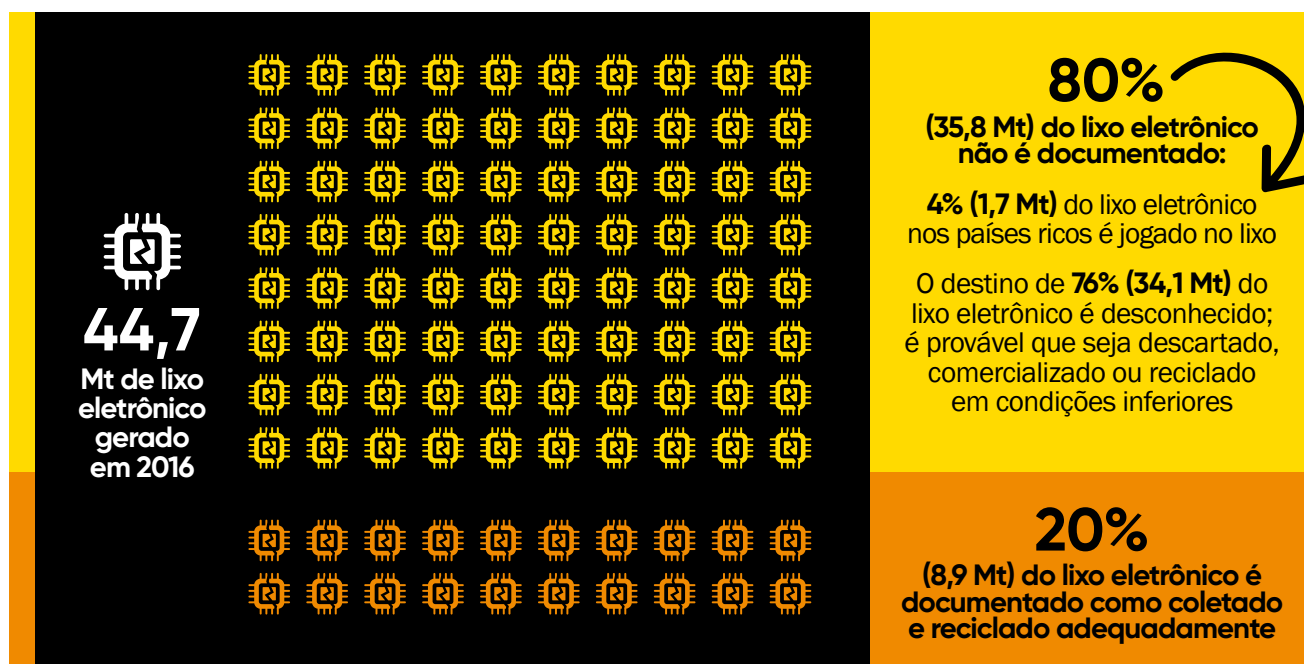 44,7
Mt de lixo
eletrônico
gerado
em 2016
80%
(35,8 Mt) do lixo eletrônico
não é documentado:
4% (1,7 Mt) do lixo eletrônico
nos países ricos é jogado no lixo
O destino de 76% (34,1 Mt) do
lixo eletrônico é desconhecido;
é provável que seja descartado,
comercializado ou reciclado
em condições inferiores
20%
(8,9 Mt) do lixo eletrônico é
documentado como coletado
e reciclado adequadamente